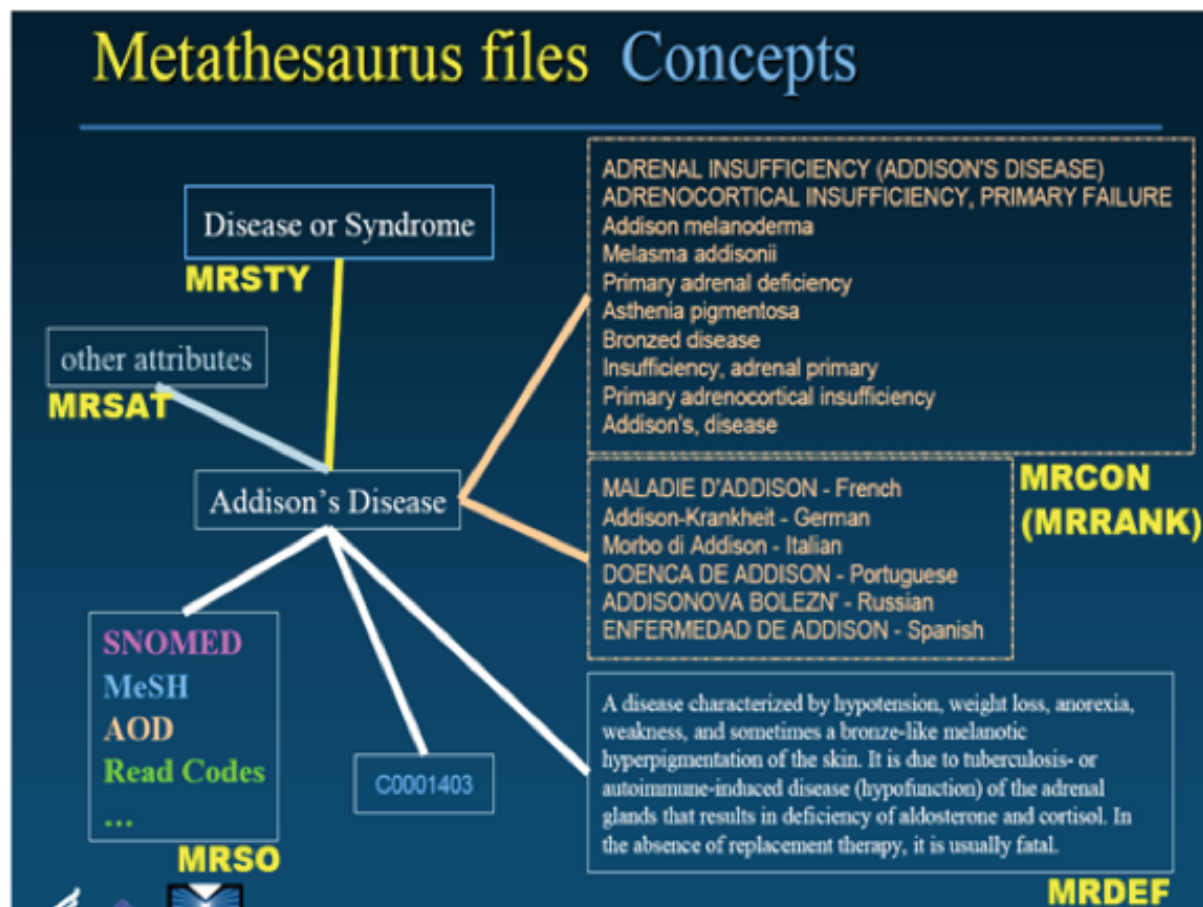 Metathesaurus files Concepts
Disease or Syndrome
MRSTY
other attributes
MRSAT
Addison's Disease
ADRENAL INSUFFICIENCY (ADDISON'S DISEASE)
ADRENOCORTICAL INSUFFICIENCY, PRIMARY FAILURE
Addison melanoderma
Melasma addisonii
Primary adrenal deficiency
Asthenia pigmentosa
Bronzed disease
Insufficiency, adrenal primary
Primary adrenocortical insufficiency
Addison's, disease
MALADIE D'ADDISON - French
Addison-Krankheit - German
Morbo di Addison - Italian
DOENCA DE ADDISON - Portuguese
ADDISONOVA BOLEZN' - Russian
ENFERMEDAD DE ADDISON - Spanish
MRCON
(MRRANK)
SNOMED
MeSH
AOD
Read Codes
...
MRSO
C0001403
A disease characterized by hypotension, weight loss, anorexia,
weakness, and sometimes a bronze-like melanotic
hyperpigmentation of the skin. It is due to tuberculosis- or
autoimmune-induced disease (hypofunction) of the adrenal
glands that results in deficiency of aldosterone and cortisol. In
the absence of replacement therapy, it is usually fatal.
MRDEF